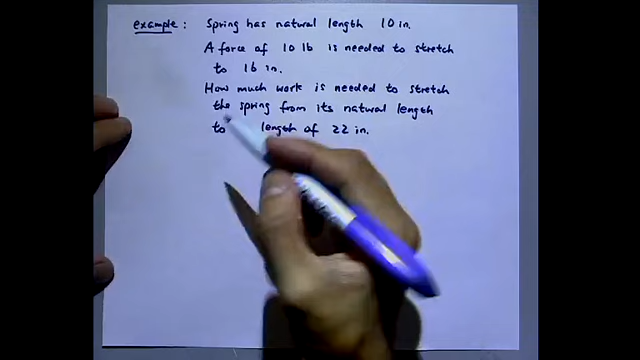 example: Spring has natural length 10 in.
A force of 10 lb is needed to stretch
to 16 in.
How much work is needed to stretch
the spring from its natural length
to length of 22 in.